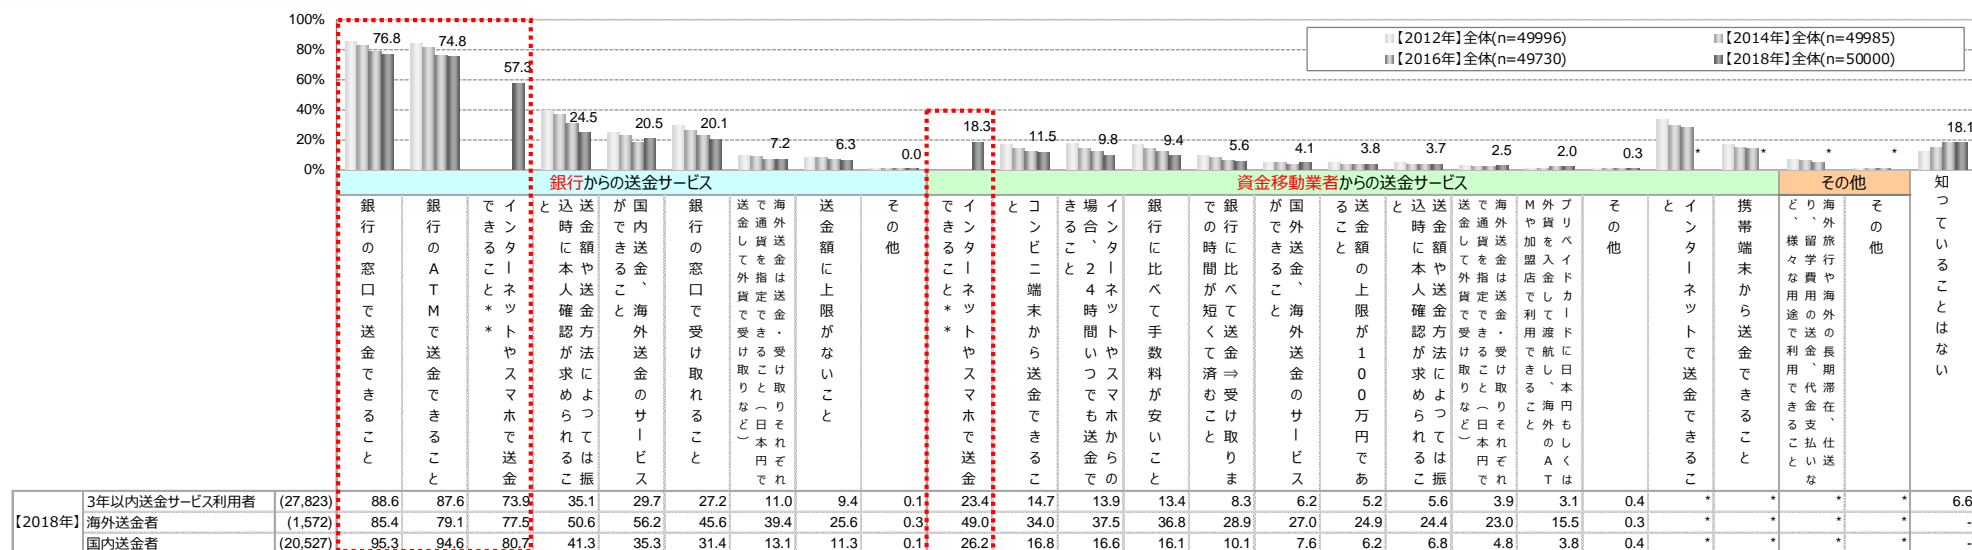 100%
80%
60%
40%
20%
0%
【2012年】全体(n=49996)
【2014年】全体(n=49985)
【2016年】全体(n=49730)
【2018年】全体(n=50000)
76.8
74.8
57.3
24.5
20.5
20.1
7.2
6.3
0.0
18.3
11.5
9.8
9.4
5.6
4.1
3.8
3.7
2.5
2.0
0.3
*
*
*
*
18.1
銀行からの送金サービス
資金移動業者からの送金サービス
その他
銀行の窓口で送金できること
銀行のATMで送金できること
インターネットやスマホで送金
できること**
送金額や送金方法によっては振
込時に本人確認が求められるこ
と
国内送金、海外送金のサービス
ができること
銀行の窓口で受け取れること
海外送金は送金・受け取りそれぞれ
で通貨を指定できること(日本円で
送金して外貨で受け取りなど)
送金額に上限がないこと
その他
インターネットやスマホで送金
できること**
コンビニ端末から送金できるこ
と
インターネットやスマホからの
場合、24時間いつでも送金で
きること
銀行に比べて手数料が安いこと
銀行に比べて送金⇒受け取りま
での時間が短くて済むこと
国外送金、海外送金のサービス
ができること
送金額の上限が100万円であ
ること
送金額や送金方法によっては振
込時に本人確認が求められるこ
と
海外送金は送金・受け取りそれぞれ
で通貨を指定できること(日本円で
送金して外貨で受け取りなど)
プリペイドカードに日本円もしくは
外貨を入金して渡航し、海外のAT
Mや加盟店で利用できること
その他
インターネットで送金できるこ
と
携帯端末から送金できること
海外旅行や海外の長期滞在、仕送
り、留学費用の送金、代金支払いな
ど、様々な用途で利用できること
その他
知っていることはない
【2018年】
3年以内送金サービス利用者 (27,823) 88.6 87.6 73.9 35.1 29.7 27.2 11.0 9.4 0.1 23.4 14.7 13.9 13.4 8.3 6.2 5.2 5.6 3.9 3.1 0.4 * * * * 6.6
海外送金者 (1,572) 85.4 79.1 77.5 50.6 56.2 45.6 39.4 25.6 0.3 49.0 34.0 37.5 36.8 28.9 27.0 24.9 24.4 23.0 15.5 0.3 * * * * -
国内送金者 (20,527) 95.3 94.6 80.7 41.3 35.3 31.4 13.1 11.3 0.1 26.2 16.8 16.6 16.1 10.1 7.6 6.2 6.8 4.8 3.8 0.4 * * * * -